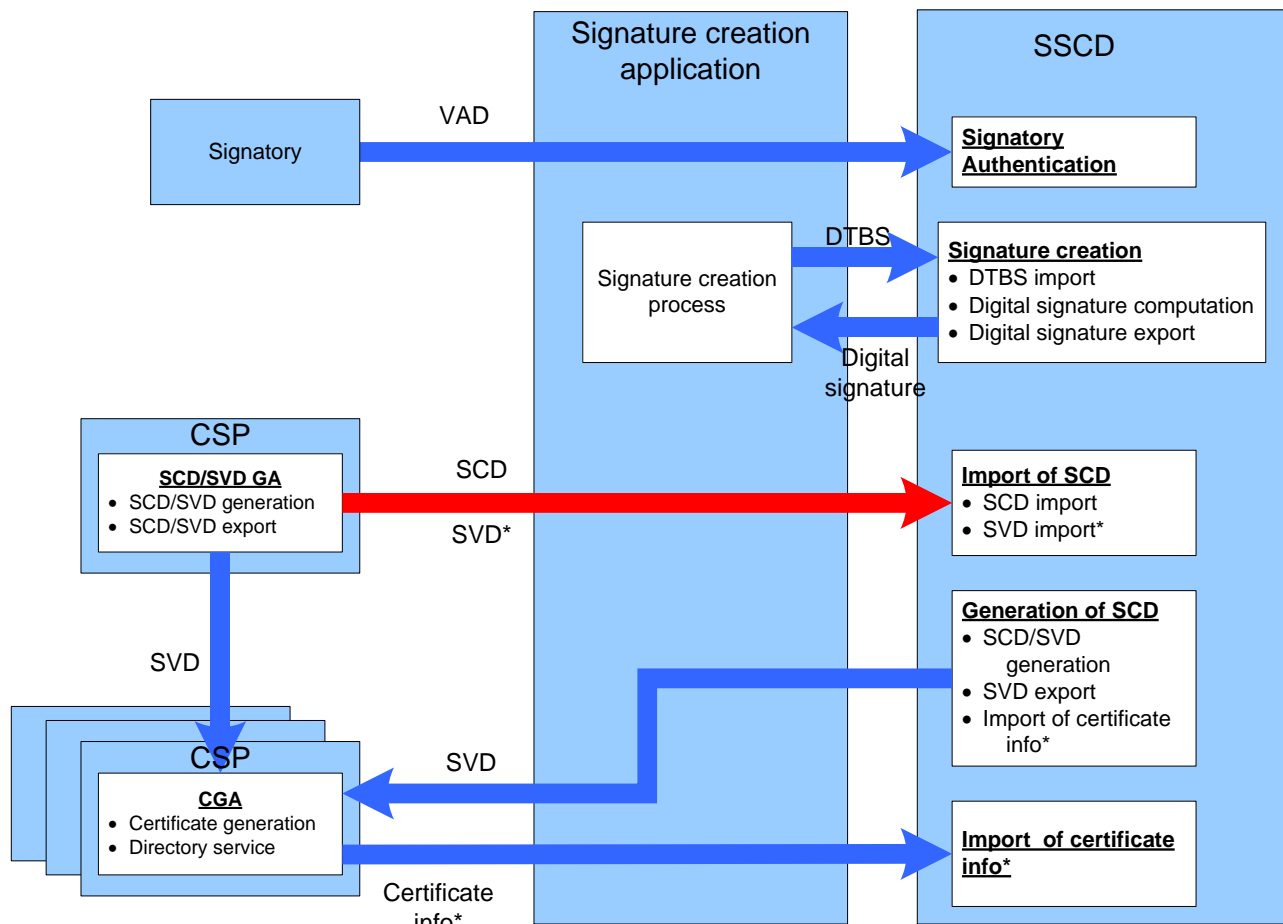 Signature creation
application
SSCD
VAD
Signatory
Signatory
Authentication
DTBS
Signature creation
process
Signature creation
• DTBS import
• Digital signature computation
• Digital signature export
Digital
signature
CSP
SCD/SVD GA
• SCD/SVD generation
• SCD/SVD export
SCD
SVD*
Import of SCD
• SCD import
• SVD import*
SVD
Generation of SCD
• SCD/SVD
generation
• SVD export
• Import of certificate
info*
CSP
CGA
• Certificate generation
• Directory service
SVD
Import of certificate
info*
Certificate
info*